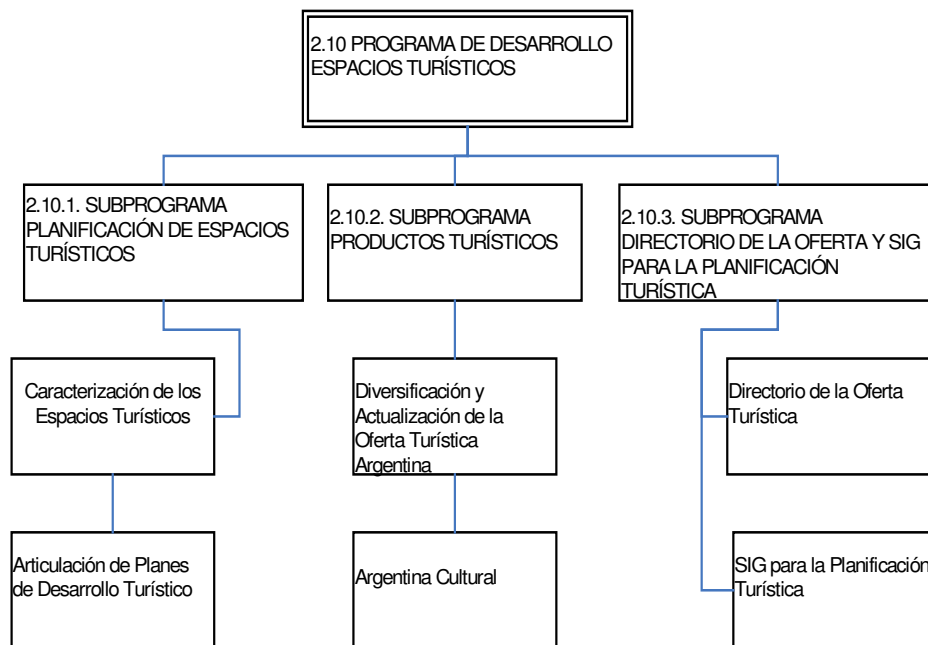 2.10 PROGRAMA DE DESARROLLO
ESPACIOS TURÍSTICOS
2.10.1. SUBPROGRAMA
PLANIFICACIÓN DE ESPACIOS
TURÍSTICOS
2.10.2. SUBPROGRAMA
PRODUCTOS TURÍSTICOS
2.10.3. SUBPROGRAMA
DIRECTORIO DE LA OFERTA Y SIG
PARA LA PLANIFICACIÓN
TURÍSTICA
Caracterización de los
Espacios Turísticos
Diversificación y
Actualización de la
Oferta Turística
Argentina
Directorio de la Oferta
Turística
Articulación de Planes
de Desarrollo Turístico
Argentina Cultural
SIG para la Planificación
Turística